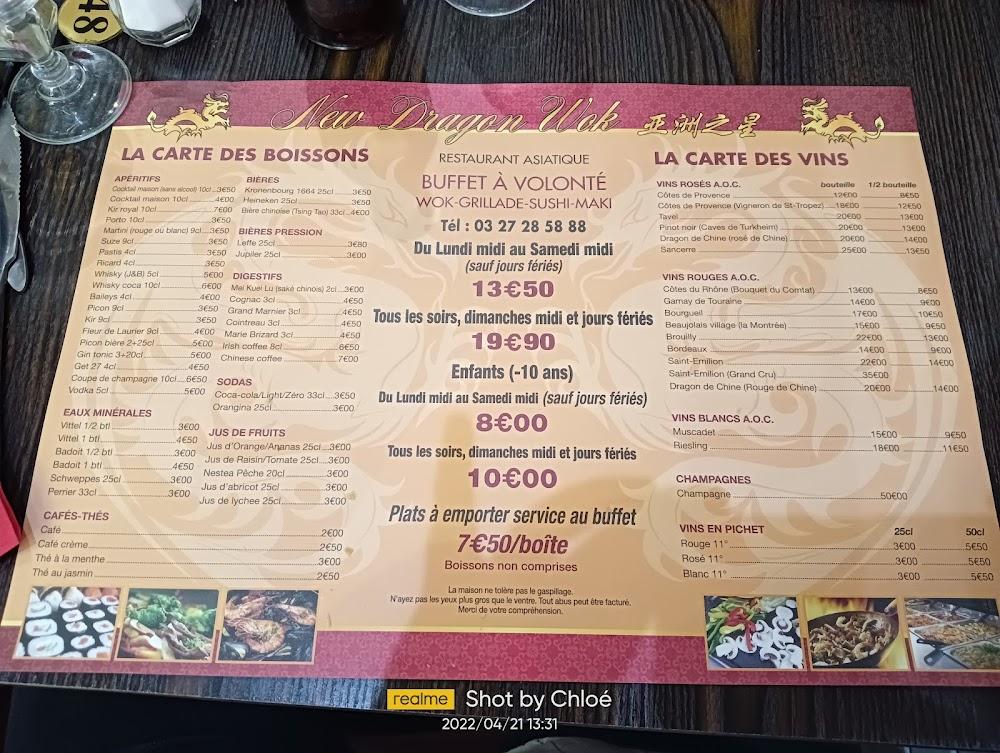 48
New Dragon Wok 亚洲之星
LA CARTE DES BOISSONS
APÉRITIFS
Cocktail maison (sans alcool) 10cl ...3€50
Cocktail maison 10cl ...4€00
Kir royal 10cl ...7€00
Porto 10cl ...3€50
Martini (rouge ou blanc) 9cl ...3€50
Suze 9cl ...3€50
Pastis 4cl ...3€50
Ricard 4cl ...3€50
Whisky (J&B) 5cl ...5€00
Whisky coca 10cl ...6€00
Baileys 4cl ...4€00
Picon 9cl ...3€50
Kir 9cl ...3€50
Fleur de Laurier 9cl ...4€00
Picon bière 2+25cl ...5€00
Gin tonic 3+20cl ...5€00
Get 27 4cl ...4€50
Coupe de champagne 10cl ...6€50
Vodka 5cl ...5€00
EAUX MINÉRALES
Vittel 1/2 btl ...3€00
Vittel 1 btl ...4€50
Badoit 1/2 btl ...3€00
Badoit 1 btl ...4€50
Schweppes 25cl ...3€00
Perrier 33cl ...3€00
CAFÉS-THÉS
Café ...2€00
Café crème ...2€50
Thé à la menthe ...3€00
Thé au jasmin ...2€50
BIÈRES
Kronenbourg 1664 25cl ...3€50
Heineken 25cl ...3€50
Bière chinoise (Tsing Tao) 33cl ...4€00
BIÈRES PRESSION
Leffe 25cl ...3€80
Jupiler 25cl ...3€00
DIGESTIFS
Mei Kuei Lu (saké chinois) 2cl ...3€00
Cognac 3cl ...4€50
Grand Marnier 3cl ...4€50
Cointreau 3cl ...4€50
Marie Brizard 3cl ...4€50
Irish coffee 8cl ...6€50
Chinese coffee ...7€00
SODAS
Coca-cola/Light/Zéro 33cl ...3€50
Orangina 25cl ...3€00
JUS DE FRUITS
Jus d'Orange/Ananas 25cl ...3€00
Jus de Raisin/Tomate 25cl ...3€00
Nestea Pêche 20cl ...3€00
Jus d'abricot 25cl ...3€00
Jus de lychee 25cl ...3€00
RESTAURANT ASIATIQUE
BUFFET À VOLONTÉ
WOK-GRILLADE-SUSHI-MAKI
Tél : 03 27 28 58 88
Du Lundi midi au Samedi midi
(sauf jours fériés)
13€50
Tous les soirs, dimanches midi et jours fériés
19€90
Enfants (-10 ans)
Du Lundi midi au Samedi midi (sauf jours fériés)
8€00
Tous les soirs, dimanches midi et jours fériés
10€00
Plats à emporter service au buffet
7€50/boîte
Boissons non comprises
La maison ne tolère pas le gaspillage.
N'ayez pas les yeux plus gros que le ventre. Tout abus peut être facturé.
Merci de votre compréhension.
LA CARTE DES VINS
VINS ROSÉS A.O.C. bouteille 1/2 bouteille
Côtes de Provence ...12€00 ...8€50
Côtes de Provence (Vigneron de St-Tropez) ...18€00 ...12€50
Tavel ...20€00 ...13€00
Pinot noir (Caves de Turkheim) ...20€00 ...13€00
Dragon de Chine (rosé de Chine) ...20€00 ...14€00
Sancerre ...25€00 ...13€50
VINS ROUGES A.O.C.
Côtes du Rhône (Bouquet du Comtat) ...13€00 ...8€50
Gamay de Touraine ...14€00 ...9€00
Bourgueil ...17€00 ...10€50
Beaujolais village (la Montrée) ...15€00 ...9€50
Brouilly ...22€00 ...13€00
Bordeaux ...14€00 ...9€00
Saint-Emilion ...22€00 ...14€00
Saint-Emilion (Grand Cru) ...35€00
Dragon de Chine (Rouge de Chine) ...20€00 ...14€00
VINS BLANCS A.O.C.
Muscadet ...15€00 ...9€50
Riesling ...18€00 ...11€50
CHAMPAGNES
Champagne ...50€00
VINS EN PICHET 25cl 50cl
Rouge 11° ...3€00 ...5€50
Rosé 11° ...3€00 ...5€50
Blanc 11° ...3€00 ...5€50
realme Shot by Chloé
2022/04/21 13:31